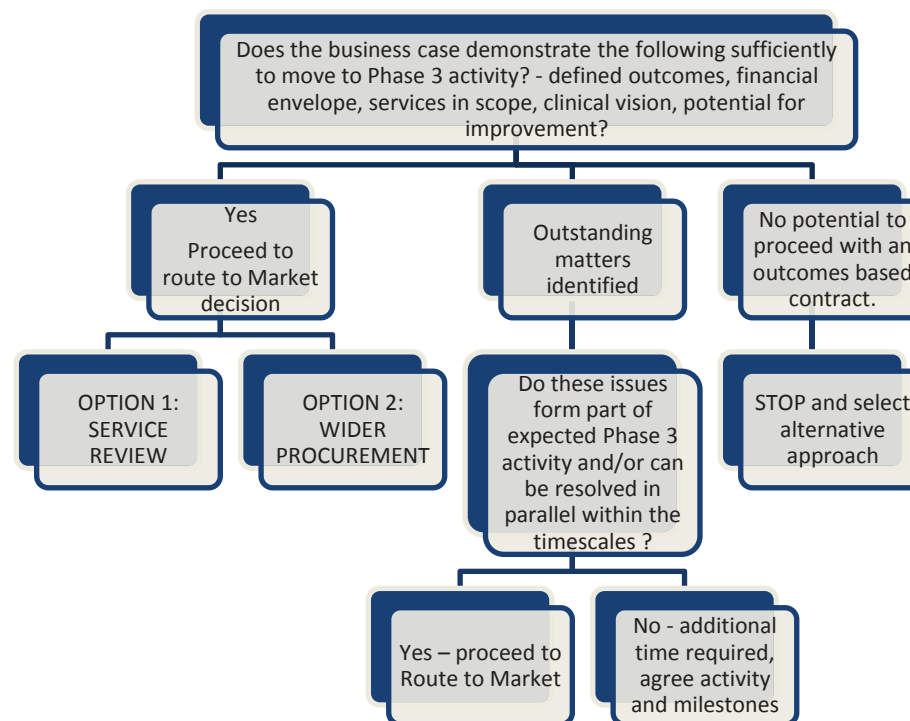 Does the business case demonstrate the following sufficiently
to move to Phase 3 activity? - defined outcomes, financial
envelope, services in scope, clinical vision, potential for
improvement?
Yes
Proceed to
route to Market
decision
Outstanding
matters
identified
No potential to
proceed with an
outcomes based
contract.
OPTION 1:
SERVICE
REVIEW
OPTION 2:
WIDER
PROCUREMENT
Do these issues
form part of
expected Phase 3
activity and/or can
be resolved in
parallel within the
timescales ?
STOP and select
alternative
approach
Yes – proceed to
Route to Market
No - additional
time required,
agree activity
and milestones